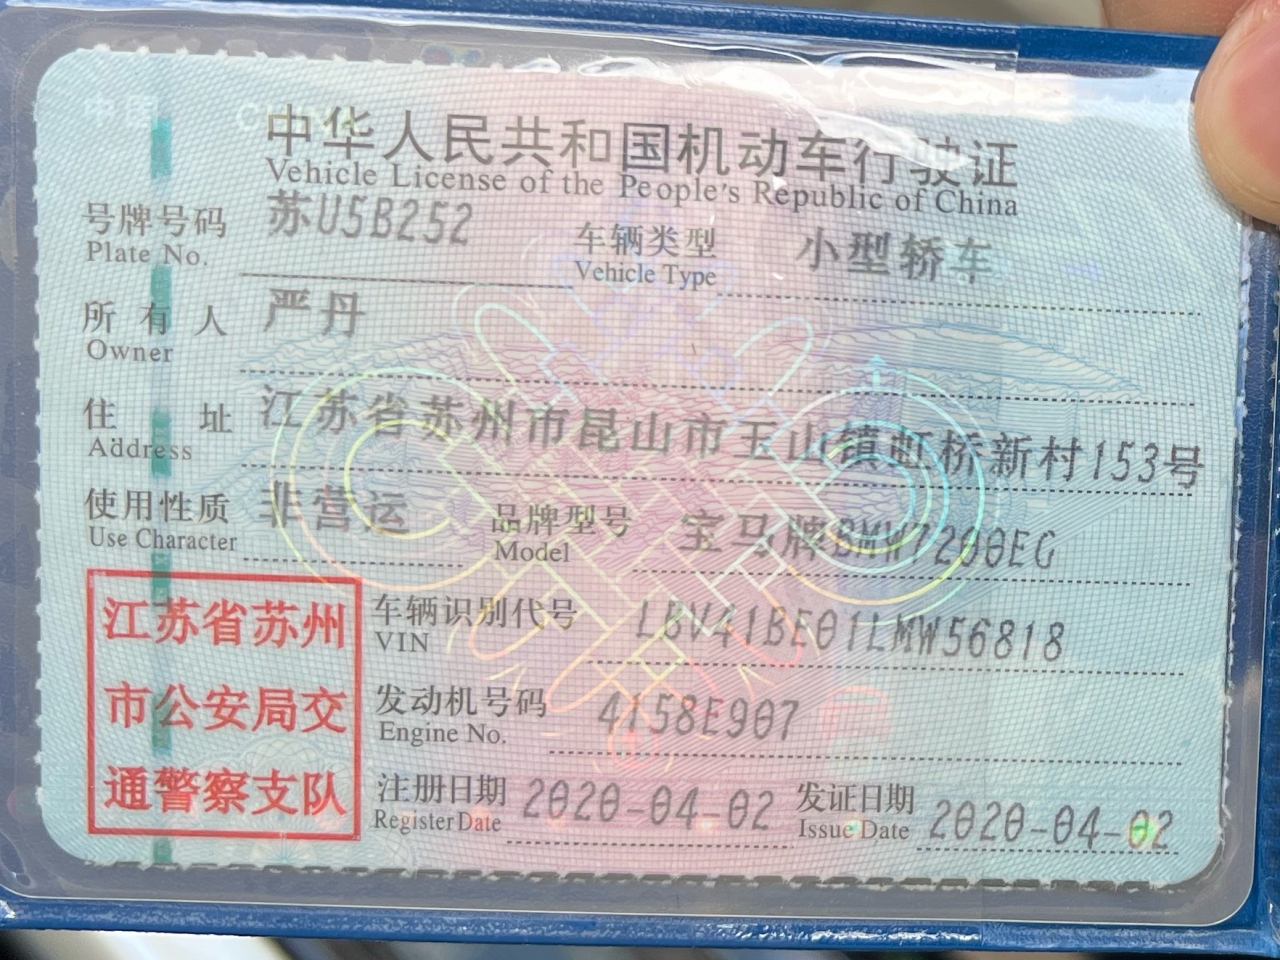 中国 CHINA
中华人民共和国机动车行驶证
Vehicle License of the People's Republic of China
号牌号码 苏U5B252 车辆类型 小型轿车
Plate No. Vehicle Type
所有人 严丹
Owner
住址 江苏省苏州市昆山市玉山镇虹桥新村153号
Address
使用性质 非营运 品牌型号 宝马牌BMW7200EG
Use Character Model
江苏省苏州
市公安局交
通警察支队
车辆识别代号 LBV41BE01LMW56818
VIN
发动机号码 4158E907
Engine No.
注册日期 2020-04-02 发证日期 2020-04-02
Register Date Issue Date